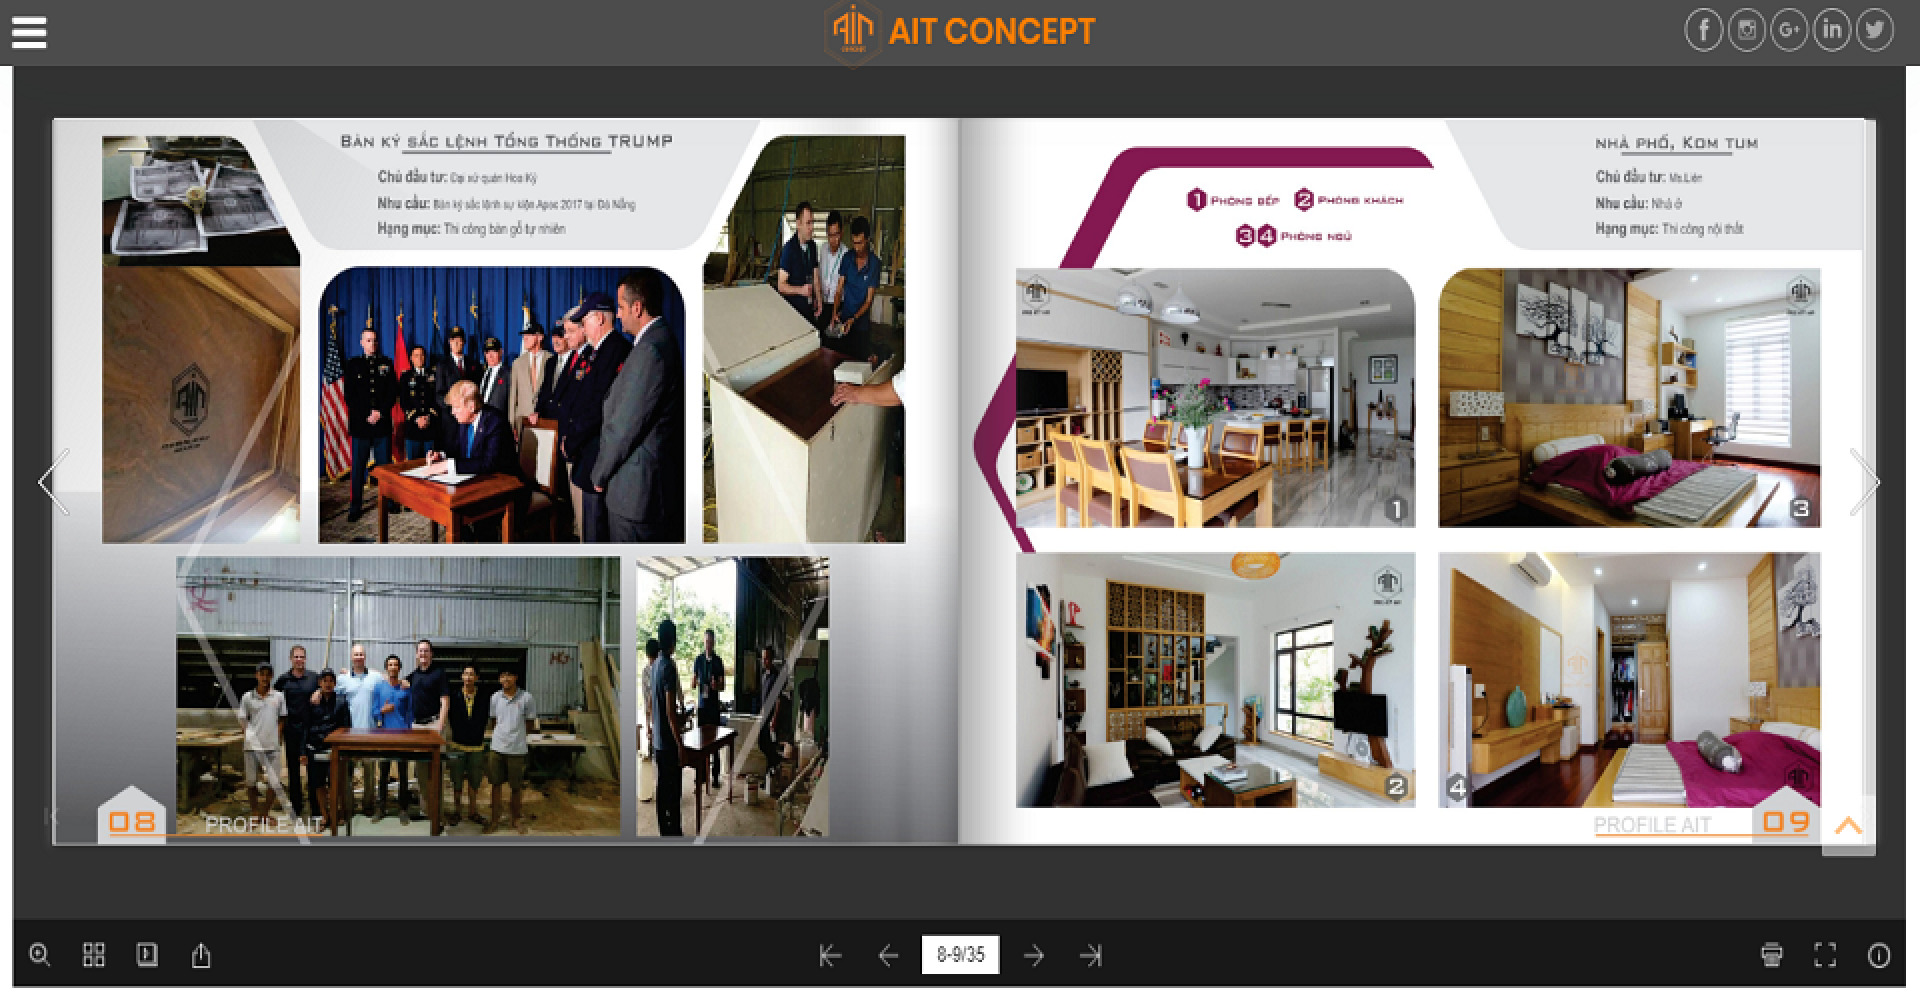 AIT CONCEPT
BÀN KÝ SẮC LỆNH TỔNG THỐNG TRUMP
Chủ đầu tư: Đại sứ quán Hoa Kỳ
Nhu cầu: Bàn ký sắc lệnh sự kiện Apec 2017 tại Đà Nẵng
Hạng mục: Thi công bàn gỗ tự nhiên
08
PROFILE AIT
1 PHÒNG BẾP 2 PHÒNG KHÁCH
3 4 PHÒNG NGỦ
NHÀ PHỐ, KOM TUM
Chủ đầu tư: Ms.Liên
Nhu cầu: Nhà ở
Hạng mục: Thi công nội thất
1
3
2
4
PROFILE AIT
09
8-9/35